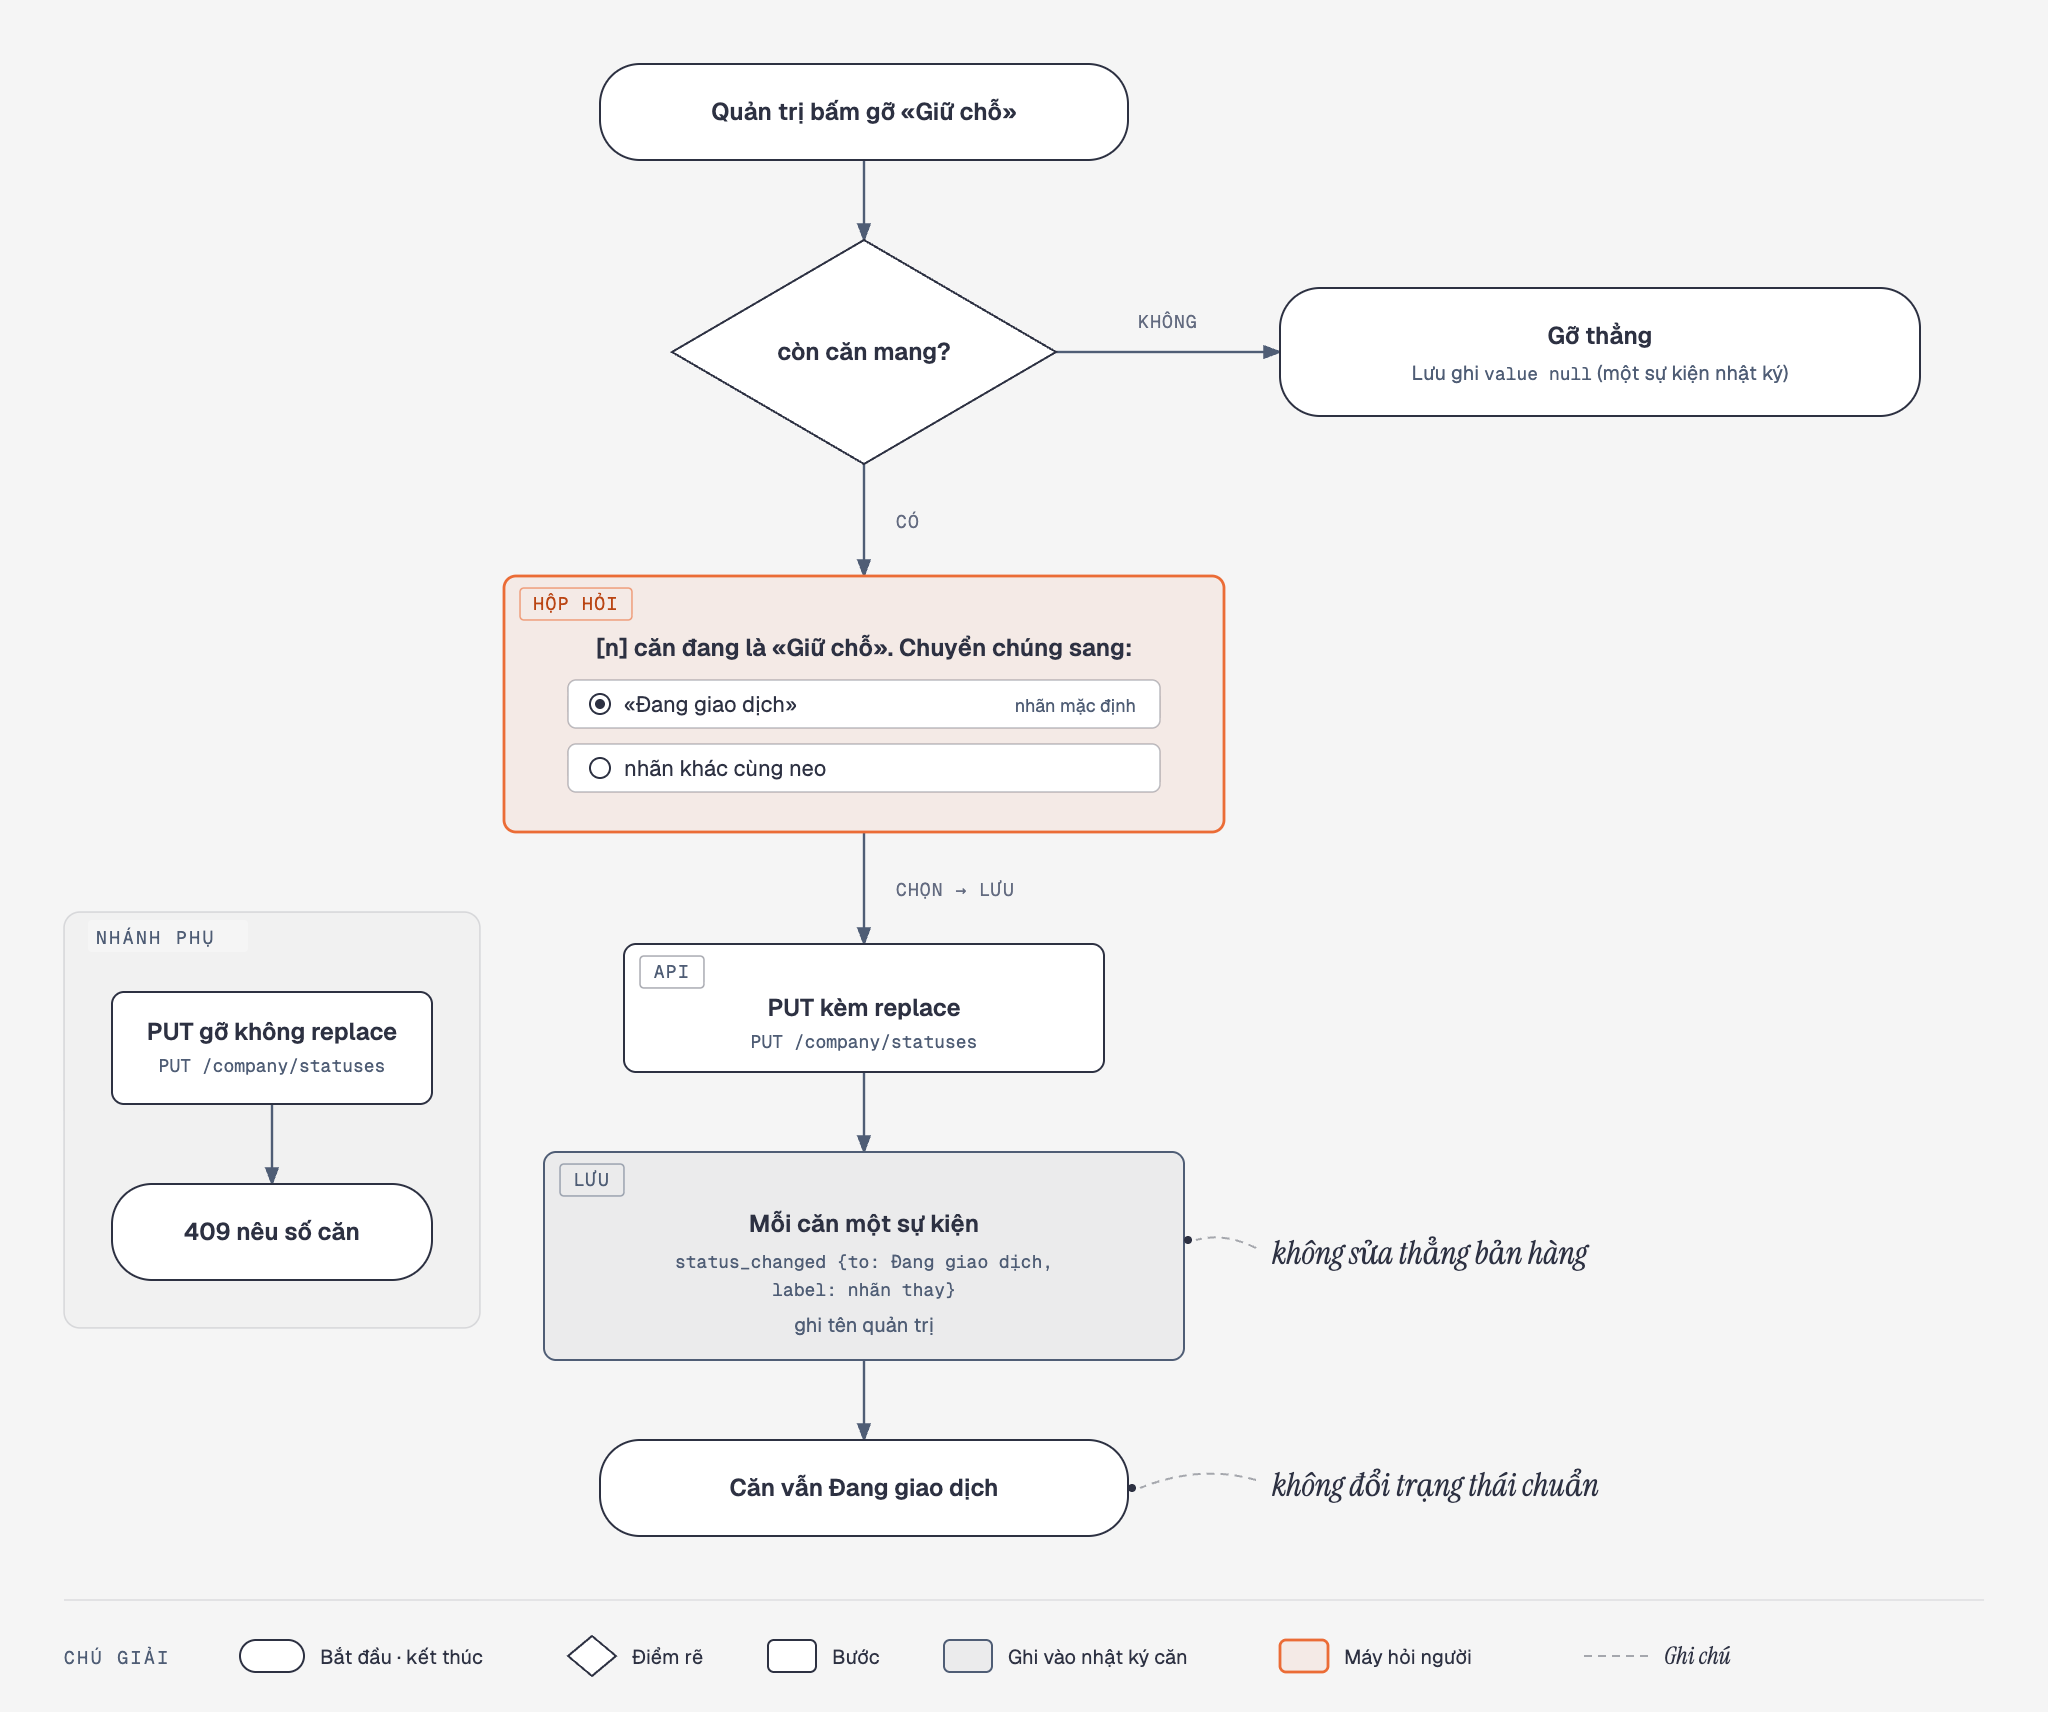 Quản trị bấm gỡ «Giữ chỗ»
còn căn mang?
KHÔNG
Gỡ thẳng
Lưu ghi value null (một sự kiện nhật ký)
CÓ
HỘP HỎI
[n] căn đang là «Giữ chỗ». Chuyển chúng sang:
«Đang giao dịch» nhãn mặc định
nhãn khác cùng neo
CHỌN → LƯU
NHÁNH PHỤ
PUT gỡ không replace
PUT /company/statuses
409 nêu số căn
API
PUT kèm replace
PUT /company/statuses
LƯU
Mỗi căn một sự kiện
status_changed {to: Đang giao dịch,
label: nhãn thay}
ghi tên quản trị
không sửa thẳng bản hàng
Căn vẫn Đang giao dịch
không đổi trạng thái chuẩn
CHÚ GIẢI
Bắt đầu · kết thúc
Điểm rẽ
Bước
Ghi vào nhật ký căn
Máy hỏi người
Ghi chú